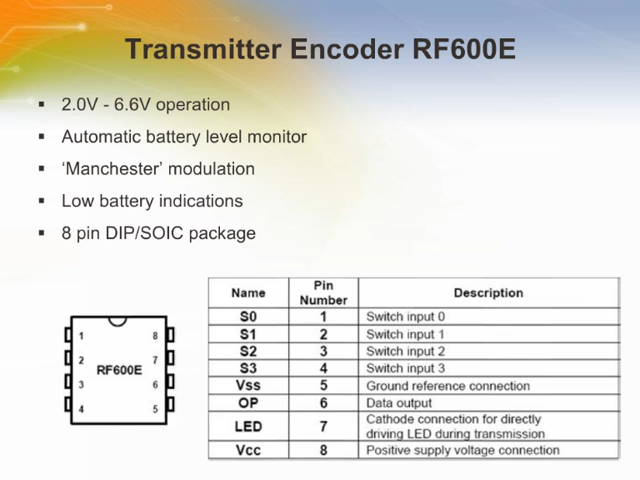 Transmitter Encoder RF600E
▪ 2.0V - 6.6V operation
▪ Automatic battery level monitor
▪ ‘Manchester’ modulation
▪ Low battery indications
▪ 8 pin DIP/SOIC package
1 8
2 7
RF600E
3 6
4 5
Name Pin Number Description
S0 1 Switch input 0
S1 2 Switch input 1
S2 3 Switch input 2
S3 4 Switch input 3
Vss 5 Ground reference connection
OP 6 Data output
LED 7 Cathode connection for directly
driving LED during transmission
Vcc 8 Positive supply voltage connection